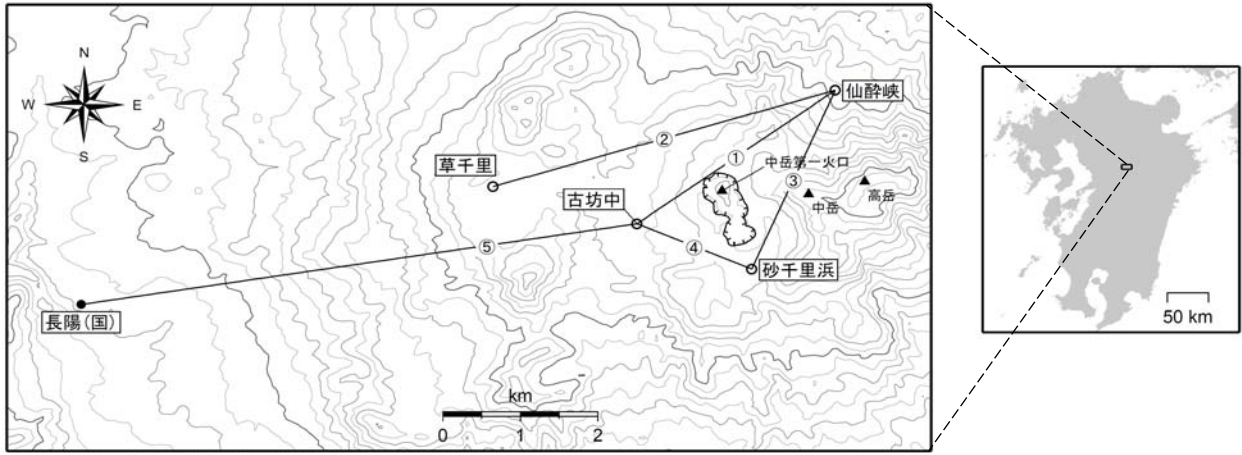 N
W
E
S
仙酔峡
②
草千里
①
中岳第一火口
③
古坊中
中岳
高岳
⑤
④
砂千里浜
長陽(国)
km
0
1
2
50 km